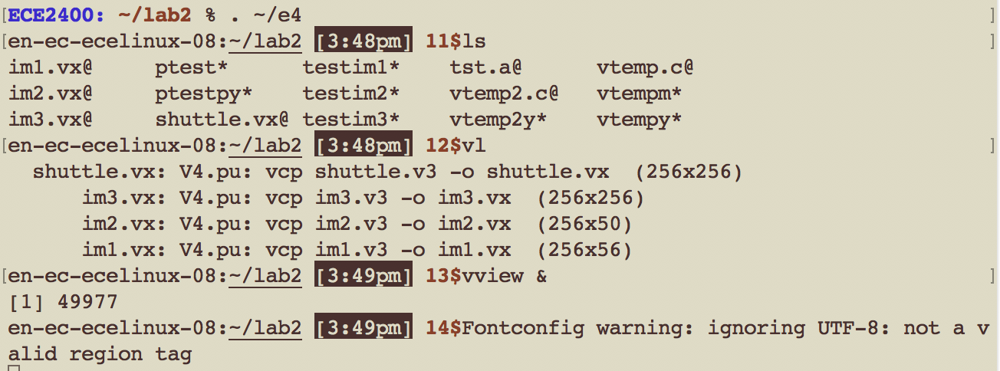 [ECE2400: ~/lab2 % . ~/e4 ]
[en-ec-ecelinux-08:~/lab2 [3:48pm] 11$ls ]
im1.vx@ ptest* testim1* tst.a@ vtemp.c@
im2.vx@ ptestpy* testim2* vtemp2.c@ vtempm*
im3.vx@ shuttle.vx@ testim3* vtemp2y* vtempy*
[en-ec-ecelinux-08:~/lab2 [3:48pm] 12$vl ]
shuttle.vx: V4.pu: vcp shuttle.v3 -o shuttle.vx (256x256)
im3.vx: V4.pu: vcp im3.v3 -o im3.vx (256x256)
im2.vx: V4.pu: vcp im2.v3 -o im2.vx (256x50)
im1.vx: V4.pu: vcp im1.v3 -o im1.vx (256x56)
[en-ec-ecelinux-08:~/lab2 [3:49pm] 13$vview & ]
[1] 49977
en-ec-ecelinux-08:~/lab2 [3:49pm] 14$Fontconfig warning: ignoring UTF-8: not a v
alid region tag